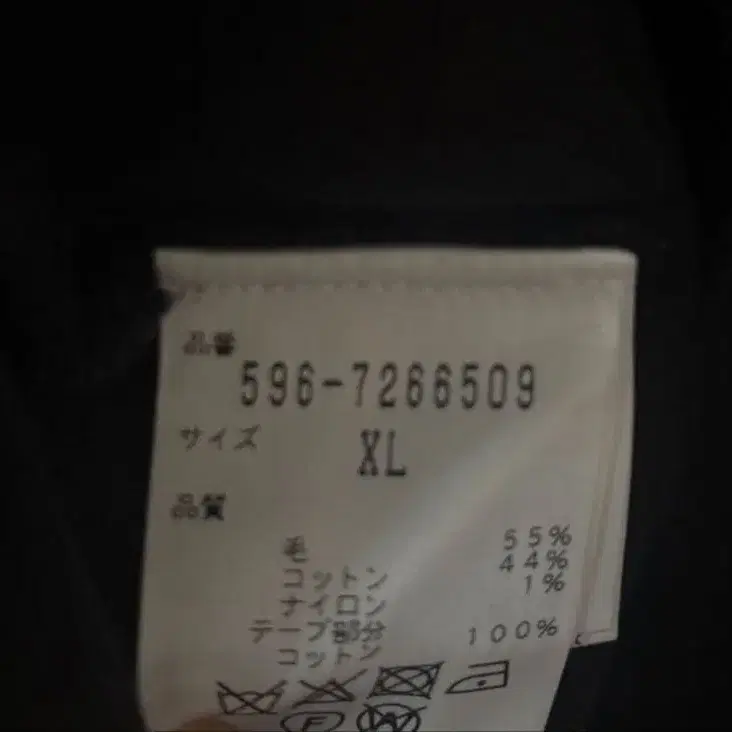 品番
596-7266509
サイズ
XL
品質
毛 55%
コットン 44%
ナイロン 1%
テープ部分
コットン 100%
F
W